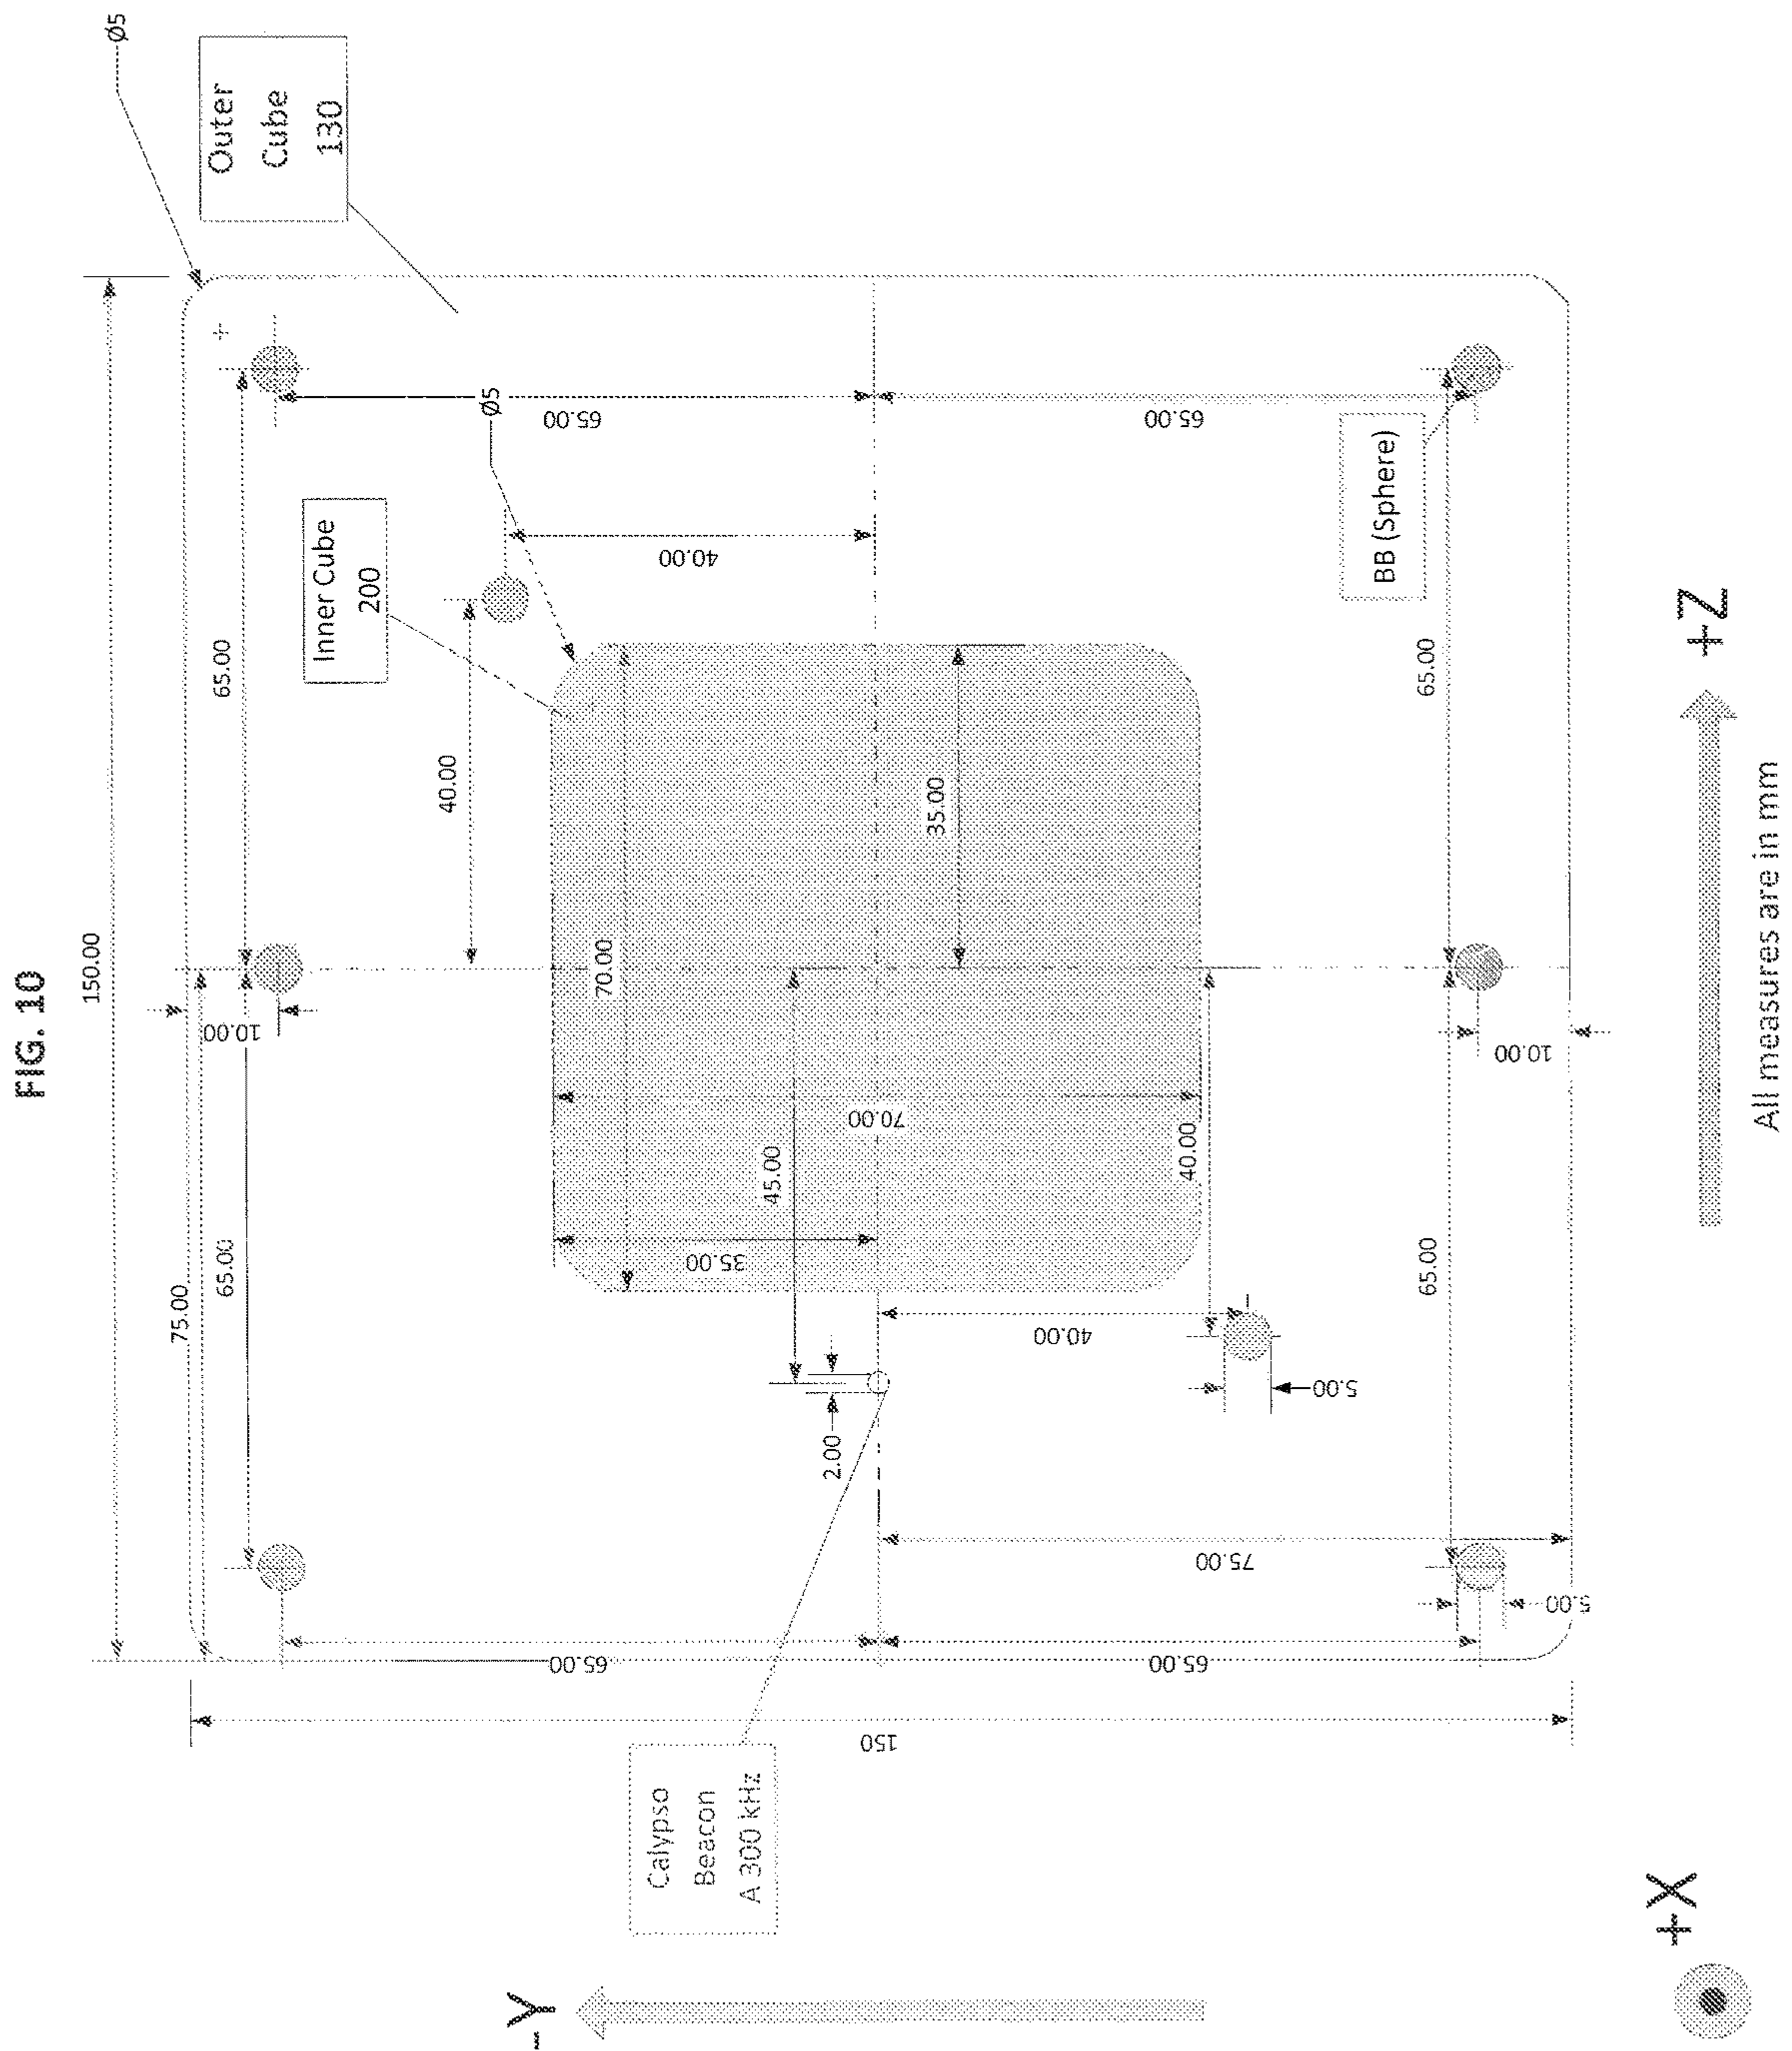 FIG. 10
Ø5
Outer
Cube
130
150.00
65.00
Ø5
65.00
65.00
Inner Cube
200
40.00
BB (Sphere)
40.00
65.00
35.00
10.00
70.00
10.00
75.00
65.00
45.00
70.00
40.00
65.00
35.00
40.00
2.00
5.00
75.00
5.00
65.00
65.00
150
Calypso
Beacon
A 300 kHz
-Y
+X
+Z
All measures are in mm